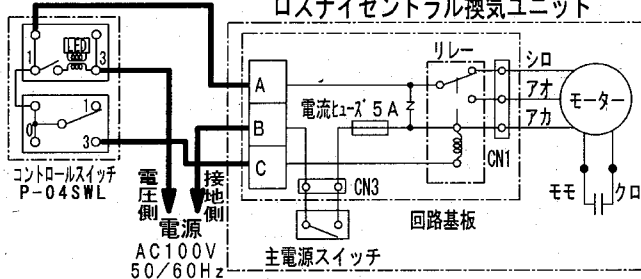 ロスナイセントラル換気ユニット
LED
1
3
0
1
3
コントロールスイッチ
P-04SWL
電圧側
接地側
電源
AC100V
50/60Hz
A
B
C
電流ヒューズ 5A
Z
リレー
CN1
CN3
主電源スイッチ
回路基板
シロ
アオ
アカ
モーター
モモ
クロ